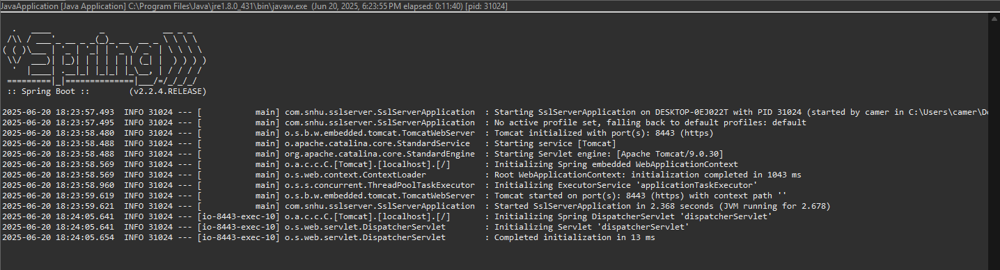 JavaApplication [Java Application] C:\Program Files\Java\jre1.8.0_431\bin\javaw.exe (Jun 20, 2025, 6:23:55 PM elapsed: 0:11:40) [pid: 31024]
  .   ____          _            __ _ _
 /\\ / ___'_ __ _ _(_)_ __  __ _ \ \ \ \
( ( )\___ | '_ | '_| | '_ \/ _` | \ \ \ \
 \\/  ___)| |_)| | | | | || (_| |  ) ) ) )
  '  |____| .__|_| |_|_| |_\__, | / / / /
 =========|_|==============|___/=/_/_/_/
 :: Spring Boot ::        (v2.2.4.RELEASE)
2025-06-20 18:23:57.493  INFO 31024 --- [           main] com.snhu.sslserver.SslServerApplication  : Starting SslServerApplication on DESKTOP-0EJ022T with PID 31024 (started by camer in C:\Users\camer\Do
2025-06-20 18:23:57.495  INFO 31024 --- [           main] com.snhu.sslserver.SslServerApplication  : No active profile set, falling back to default profiles: default
2025-06-20 18:23:58.480  INFO 31024 --- [           main] o.s.b.w.embedded.tomcat.TomcatWebServer  : Tomcat initialized with port(s): 8443 (https)
2025-06-20 18:23:58.488  INFO 31024 --- [           main] o.apache.catalina.core.StandardService   : Starting service [Tomcat]
2025-06-20 18:23:58.488  INFO 31024 --- [           main] org.apache.catalina.core.StandardEngine  : Starting Servlet engine: [Apache Tomcat/9.0.30]
2025-06-20 18:23:58.569  INFO 31024 --- [           main] o.a.c.c.C.[Tomcat].[localhost].[/]       : Initializing Spring embedded WebApplicationContext
2025-06-20 18:23:58.569  INFO 31024 --- [           main] o.s.web.context.ContextLoader            : Root WebApplicationContext: initialization completed in 1043 ms
2025-06-20 18:23:58.960  INFO 31024 --- [           main] o.s.s.concurrent.ThreadPoolTaskExecutor  : Initializing ExecutorService 'applicationTaskExecutor'
2025-06-20 18:23:59.619  INFO 31024 --- [           main] o.s.b.w.embedded.tomcat.TomcatWebServer  : Tomcat started on port(s): 8443 (https) with context path ''
2025-06-20 18:23:59.621  INFO 31024 --- [           main] com.snhu.sslserver.SslServerApplication  : Started SslServerApplication in 2.368 seconds (JVM running for 2.678)
2025-06-20 18:24:05.641  INFO 31024 --- [io-8443-exec-10] o.a.c.c.C.[Tomcat].[localhost].[/]       : Initializing Spring DispatcherServlet 'dispatcherServlet'
2025-06-20 18:24:05.641  INFO 31024 --- [io-8443-exec-10] o.s.web.servlet.DispatcherServlet        : Initializing Servlet 'dispatcherServlet'
2025-06-20 18:24:05.654  INFO 31024 --- [io-8443-exec-10] o.s.web.servlet.DispatcherServlet        : Completed initialization in 13 ms